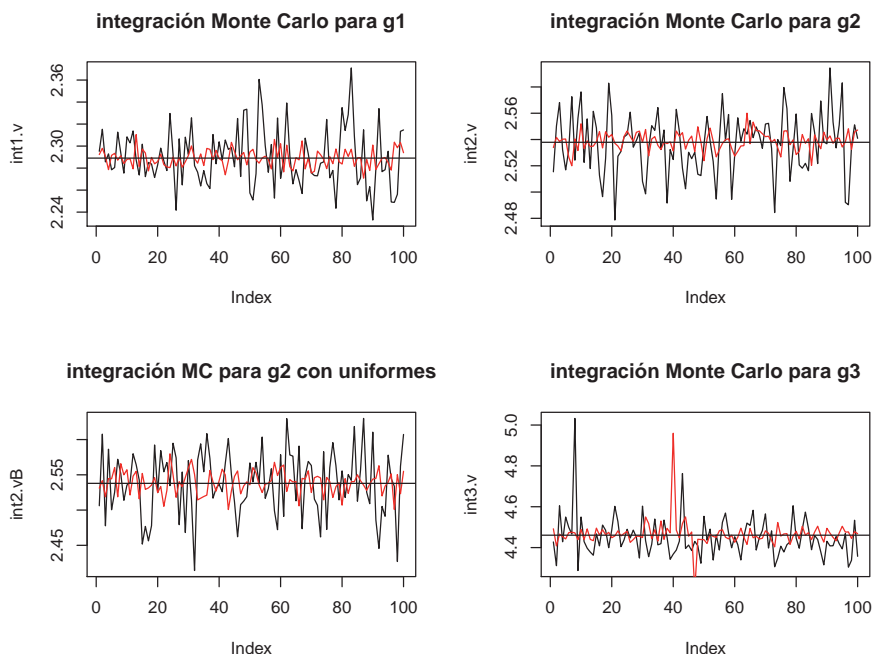 integración Monte Carlo para g1
int1.v
2.36
2.30
2.24
0 20 40 60 80 100
Index
integración Monte Carlo para g2
int2.v
2.56
2.52
2.48
0 20 40 60 80 100
Index
integración MC para g2 con uniformes
int2.vB
2.55
2.45
0 20 40 60 80 100
Index
integración Monte Carlo para g3
int3.v
5.0
4.8
4.6
4.4
0 20 40 60 80 100
Index